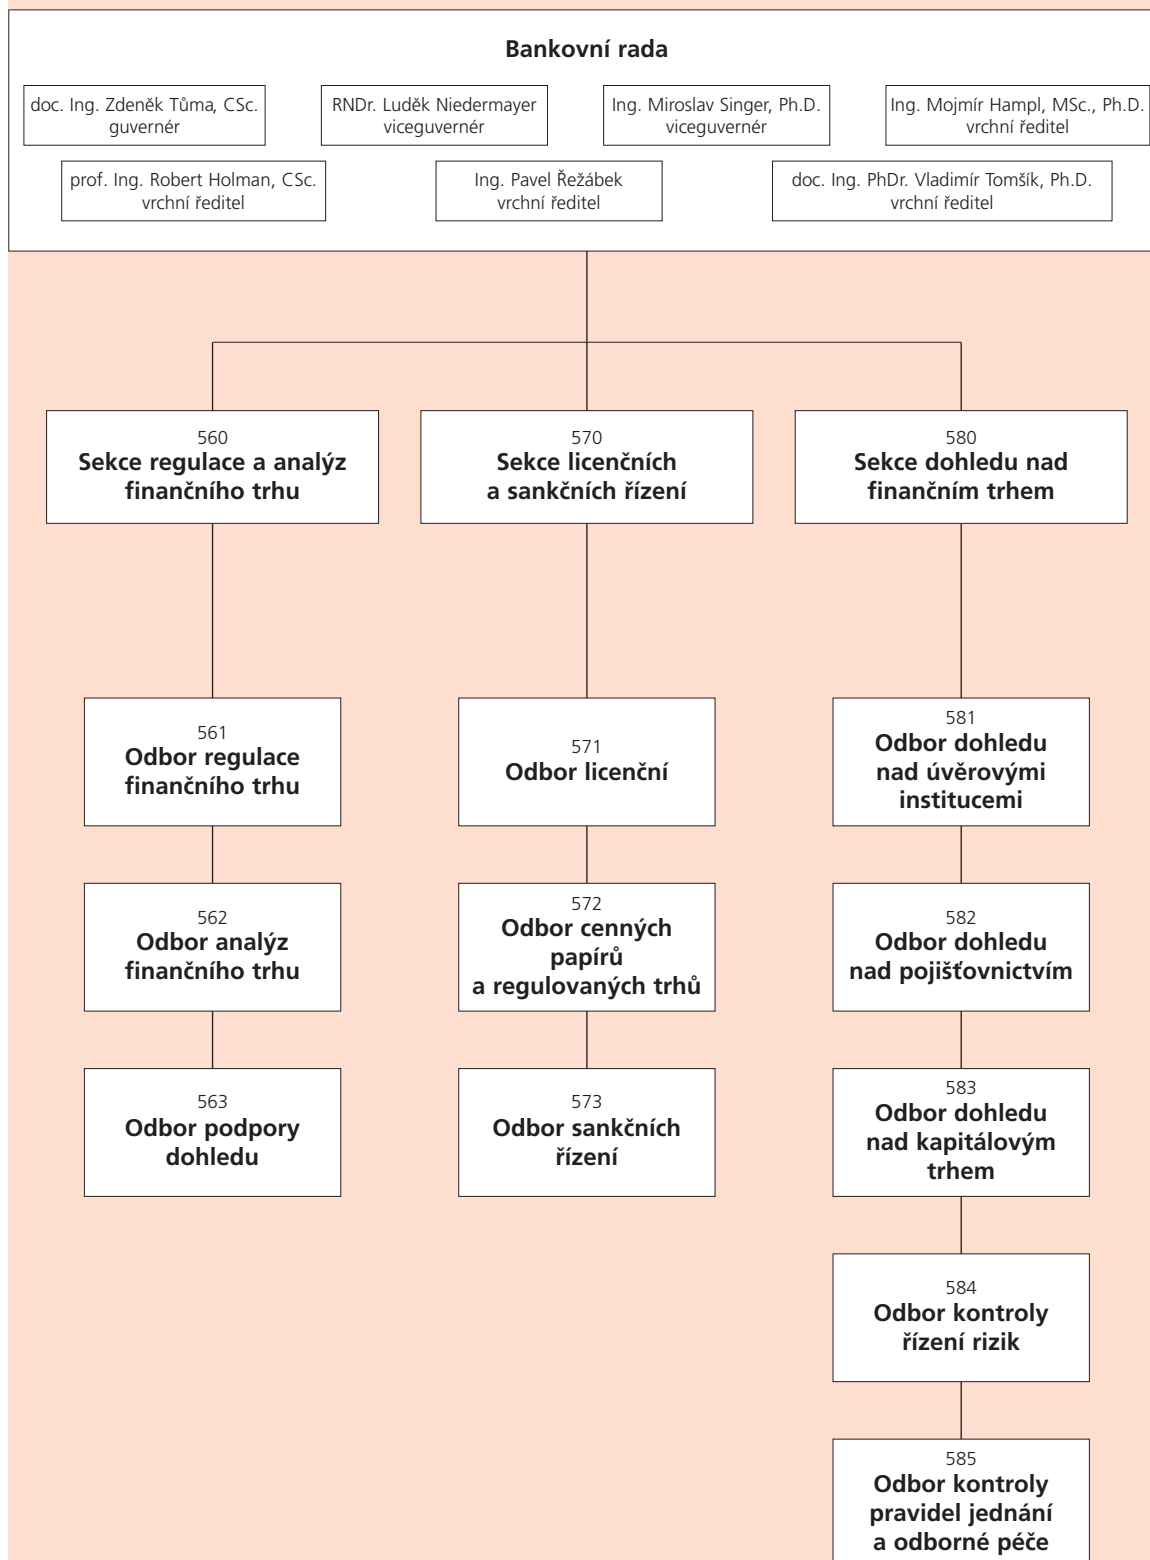 Bankovní rada
doc. Ing. Zdeněk Tůma, CSc.
guvernér
RNDr. Luděk Niedermayer
viceguvernér
Ing. Miroslav Singer, Ph.D.
viceguvernér
Ing. Mojmír Hampl, MSc., Ph.D.
vrchní ředitel
prof. Ing. Robert Holman, CSc.
vrchní ředitel
Ing. Pavel Řežábek
vrchní ředitel
doc. Ing. PhDr. Vladimír Tomšík, Ph.D.
vrchní ředitel
560
Sekce regulace a analýz
finančního trhu
570
Sekce licenčních
a sankčních řízení
580
Sekce dohledu nad
finančním trhem
561
Odbor regulace
finančního trhu
571
Odbor licenční
581
Odbor dohledu
nad úvěrovými
institucemi
562
Odbor analýz
finančního trhu
572
Odbor cenných
papírů
a regulovaných trhů
582
Odbor dohledu
nad pojišťovnictvím
563
Odbor podpory
dohledu
573
Odbor sankčních
řízení
583
Odbor dohledu
nad kapitálovým
trhem
584
Odbor kontroly
řízení rizik
585
Odbor kontroly
pravidel jednání
a odborné péče